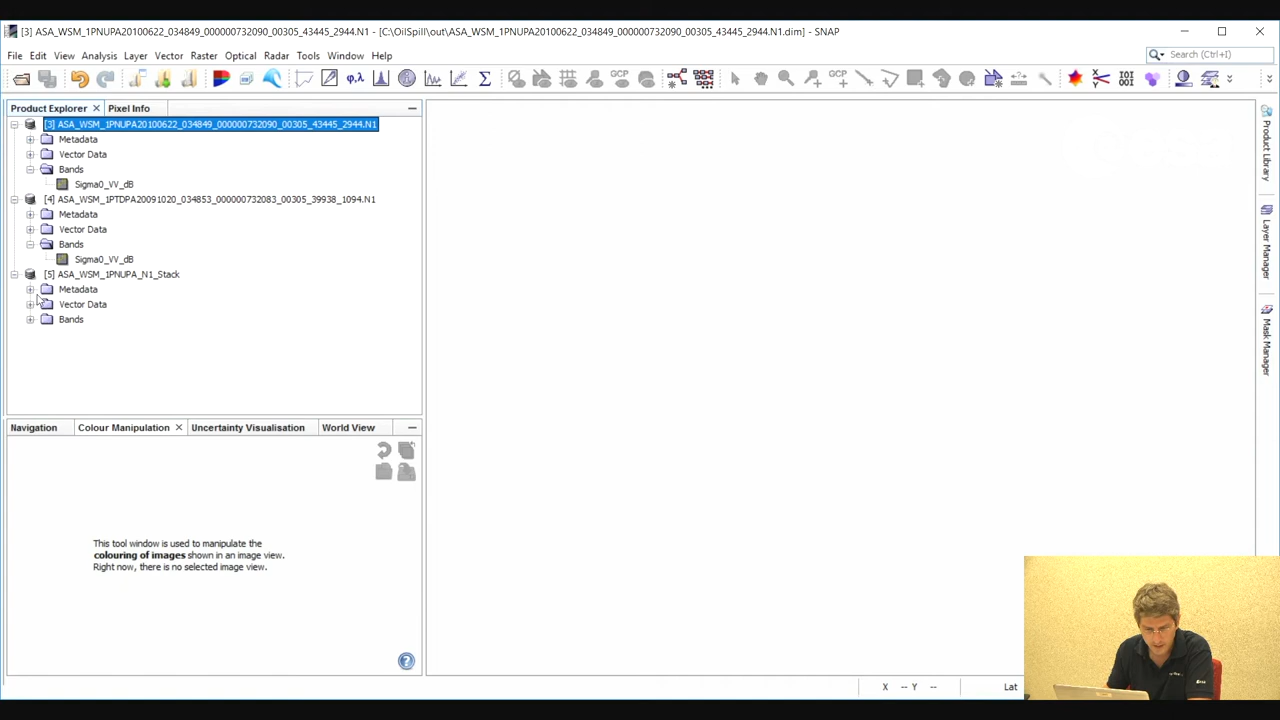 [3] ASA_WSM_1PNUPA20100622_034849_000000732090_00305_43445_2944.N1 - [C:\OilSpill\out\ASA_WSM_1PNUPA20100622_034849_000000732090_00305_43445_2944.N1.dim] - SNAP
File Edit View Analysis Layer Vector Raster Optical Radar Tools Window Help
Search (Ctrl+I)
GCP
GCP
Product Explorer
Pixel Info
[3] ASA_WSM_1PNUPA20100622_034849_000000732090_00305_43445_2944.N1
Metadata
Vector Data
Bands
Sigma0_VV_dB
[4] ASA_WSM_1PTDPA20091020_034853_000000732083_00305_39938_1094.N1
Metadata
Vector Data
Bands
Sigma0_VV_dB
[5] ASA_WSM_1PNUPA_N1_Stack
Metadata
Vector Data
Bands
Navigation
Colour Manipulation
Uncertainty Visualisation
World View
This tool window is used to manipulate the
colouring of images shown in an image view.
Right now, there is no selected image view.
Product Library
Layer Manager
Mask Manager
X -- Y --
Lat